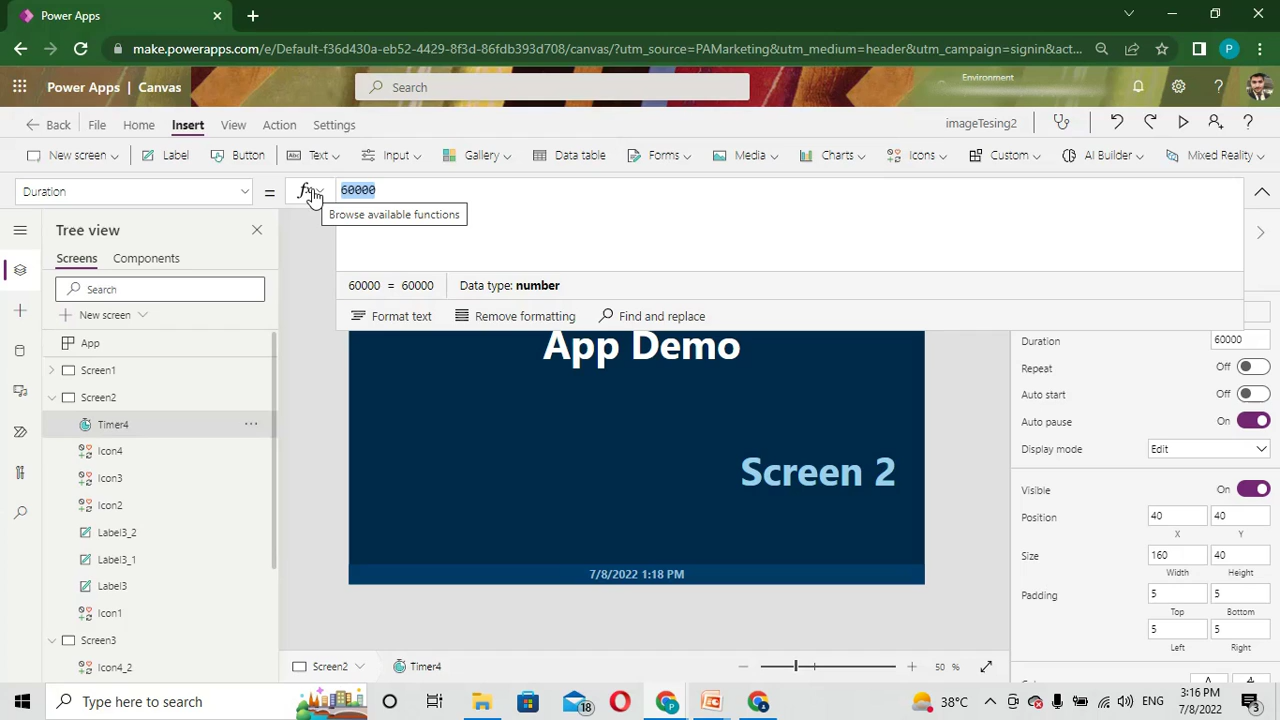 Power Apps
make.powerapps.com/e/Default-f36d430a-eb52-4429-8f3d-86fdeb993d708/canvas/?utm_source=PAMarketing&utm_medium=header&utm_campaign=signin&ac...
P
Power Apps | Canvas
Search
Environment
Back
File
Home
Insert
View
Action
Settings
imageTesing2
New screen
Label
Button
Text
Input
Gallery
Data table
Forms
Media
Charts
Icons
Custom
AI Builder
Mixed Reality
Duration
=
fx
60000
Browse available functions
60000 = 60000
Data type: number
Format text
Remove formatting
Find and replace
Tree view
Screens
Components
Search
New screen
App
Screen1
Screen2
Timer4
Icon4
Icon3
Icon2
Label3_2
Label3_1
Label3
Icon1
Screen3
Icon4_2
App Demo
Screen 2
7/8/2022 1:18 PM
Duration
60000
Repeat
Off
Auto start
Off
Auto pause
On
Display mode
Edit
Visible
On
Position
40
40
X
Y
Size
160
40
Width
Height
Padding
5
5
Top
Bottom
5
5
Left
Right
Screen2
Timer4
50 %
Type here to search
18
38°C
ENG
3:16 PM
7/8/2022
3